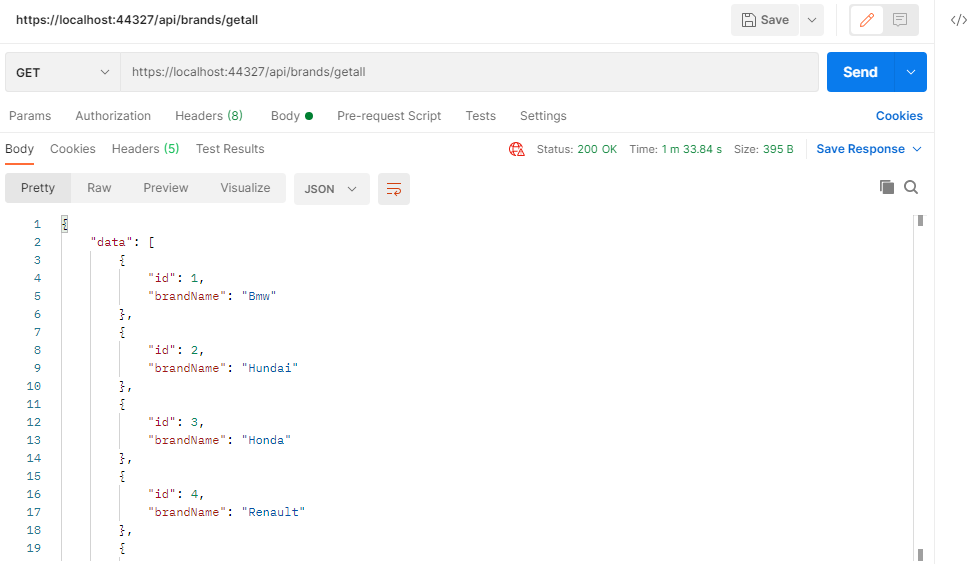 https://localhost:44327/api/brands/getall Save </>
GET https://localhost:44327/api/brands/getall Send
Params Authorization Headers (8) Body Pre-request Script Tests Settings Cookies
Body Cookies Headers (5) Test Results Status: 200 OK Time: 1 m 33.84 s Size: 395 B Save Response
Pretty Raw Preview Visualize JSON
1 {
2 "data": [
3 {
4 "id": 1,
5 "brandName": "Bmw"
6 },
7 {
8 "id": 2,
9 "brandName": "Hundai"
10 },
11 {
12 "id": 3,
13 "brandName": "Honda"
14 },
15 {
16 "id": 4,
17 "brandName": "Renault"
18 },
19 {